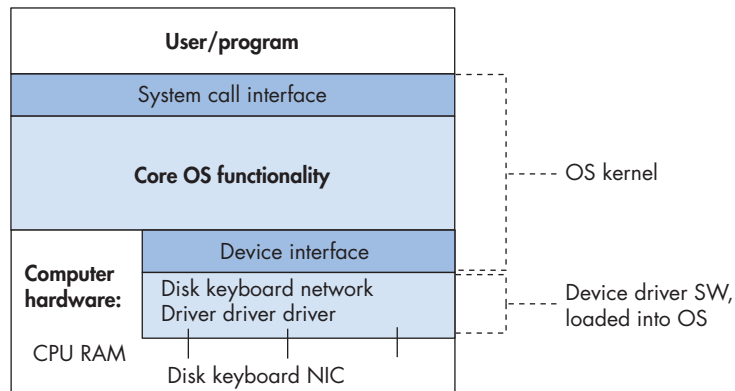 User/program
System call interface
Core OS functionality
OS kernel
Device interface
Computer
hardware:
Disk keyboard network
Driver driver driver
Device driver SW,
loaded into OS
CPU RAM
Disk keyboard NIC